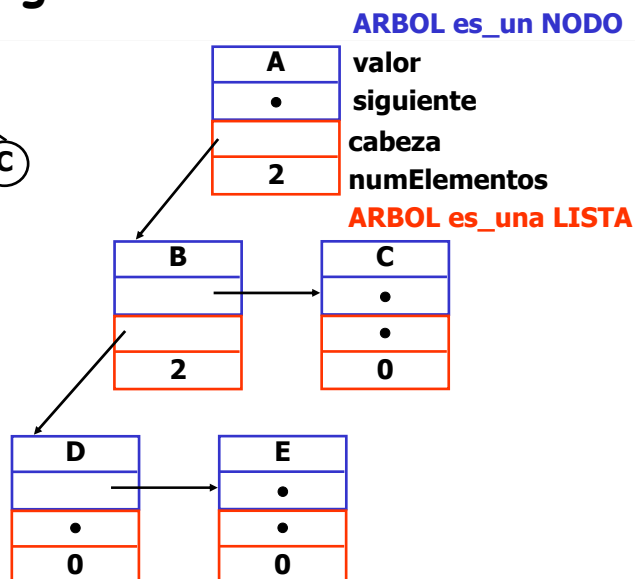 ARBOL es_un NODO
A valor
• siguiente
cabeza
C
2 numElementos
ARBOL es_una LISTA
B C
•
•
2 0
D E
•
• •
0 0